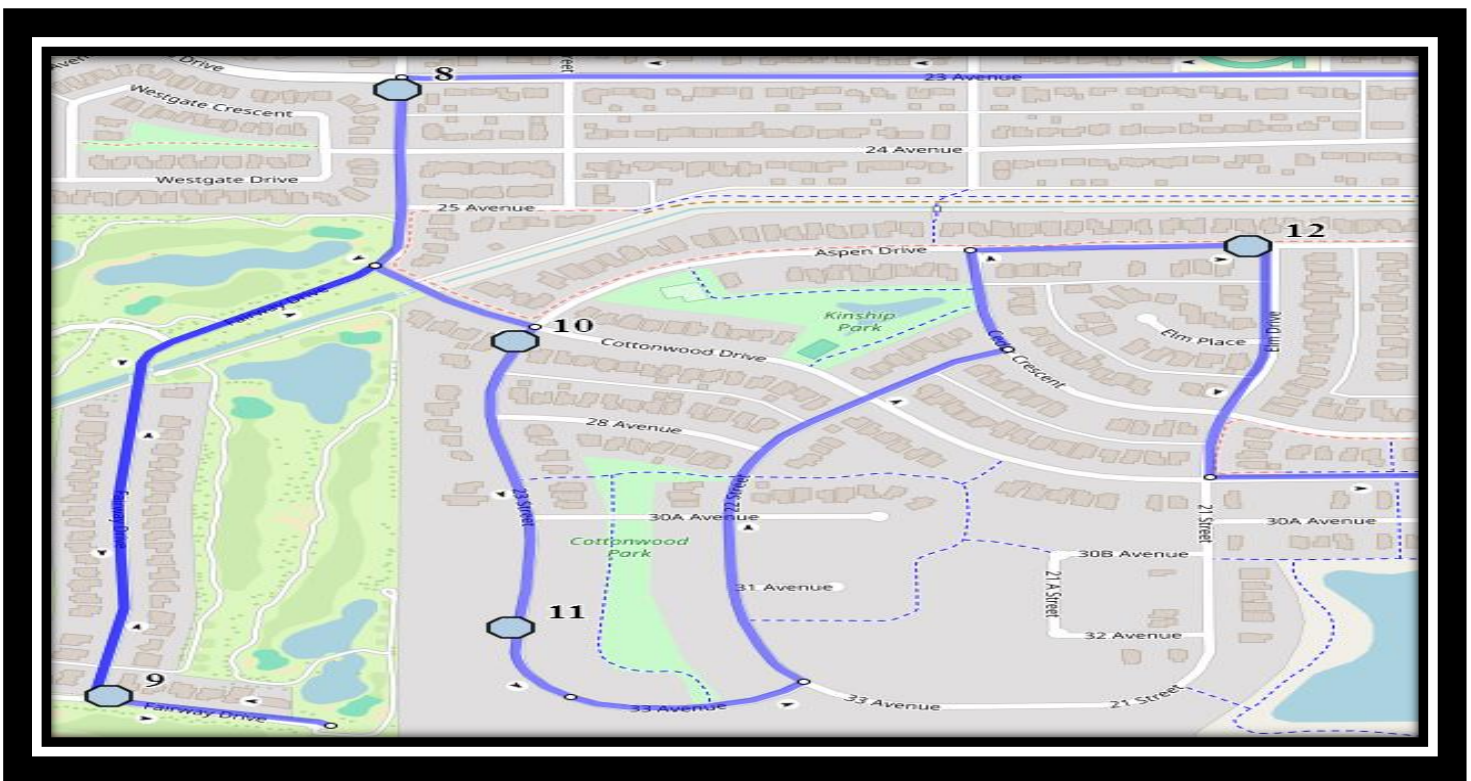 Drive
8
23 Avenue
Westgate Crescent
24 Avenue
Westgate Drive
25 Avenue
12
Aspen Drive
Fairway Drive
10
Kinship
Park
Elm Place
Elm Drive
Cottonwood Drive
Crescent
28 Avenue
23 Street
22 Street
Fairway Drive
30A Avenue
21 Street
30A Avenue
Cottonwood
Park
30B Avenue
31 Avenue
21 A Street
11
32 Avenue
9
Fairway Drive
33 Avenue
33 Avenue
21 Street